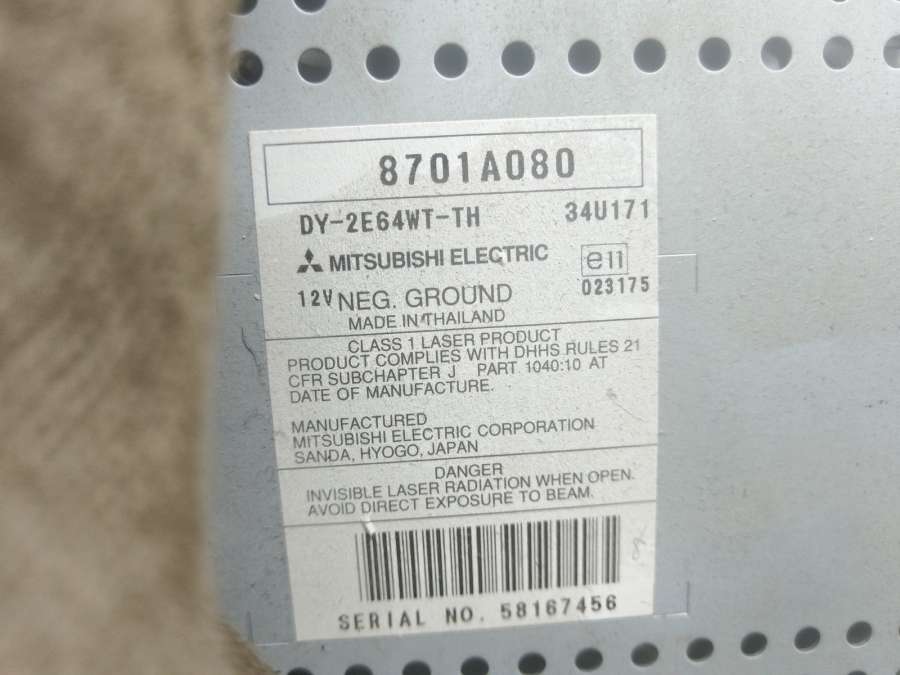 8701A080
DY-2E64WT-TH 34U171
MITSUBISHI ELECTRIC e11
12V NEG. GROUND 023175
MADE IN THAILAND
CLASS 1 LASER PRODUCT
PRODUCT COMPLIES WITH DHHS RULES 21
CFR SUBCHAPTER J PART 1040:10 AT
DATE OF MANUFACTURE.
MANUFACTURED
MITSUBISHI ELECTRIC CORPORATION
SANDA, HYOGO, JAPAN
DANGER
INVISIBLE LASER RADIATION WHEN OPEN.
AVOID DIRECT EXPOSURE TO BEAM.
SERIAL NO. 58167456